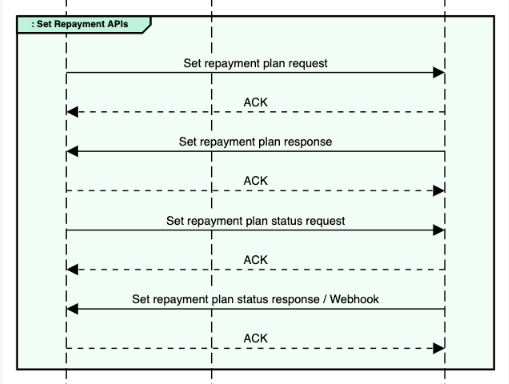 : Set Repayment APIs
Set repayment plan request
ACK
Set repayment plan response
ACK
Set repayment plan status request
ACK
Set repayment plan status response / Webhook
ACK